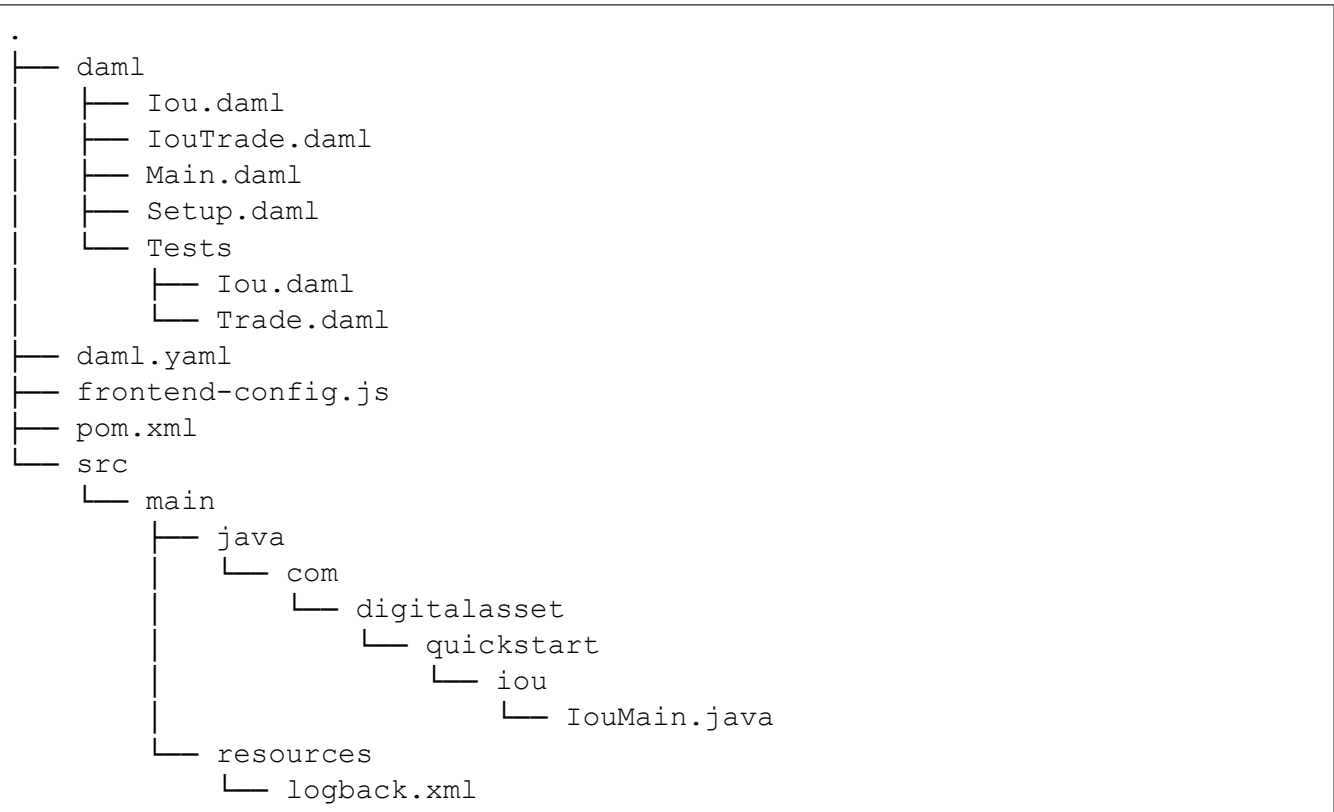 .
├── daml
│   ├── Iou.daml
│   ├── IouTrade.daml
│   ├── Main.daml
│   ├── Setup.daml
│   └── Tests
│       ├── Iou.daml
│       └── Trade.daml
├── daml.yaml
├── frontend-config.js
├── pom.xml
└── src
    └── main
        ├── java
        │   └── com
        │       └── digitalasset
        │           └── quickstart
        │               └── iou
        │                   └── IouMain.java
        └── resources
            └── logback.xml